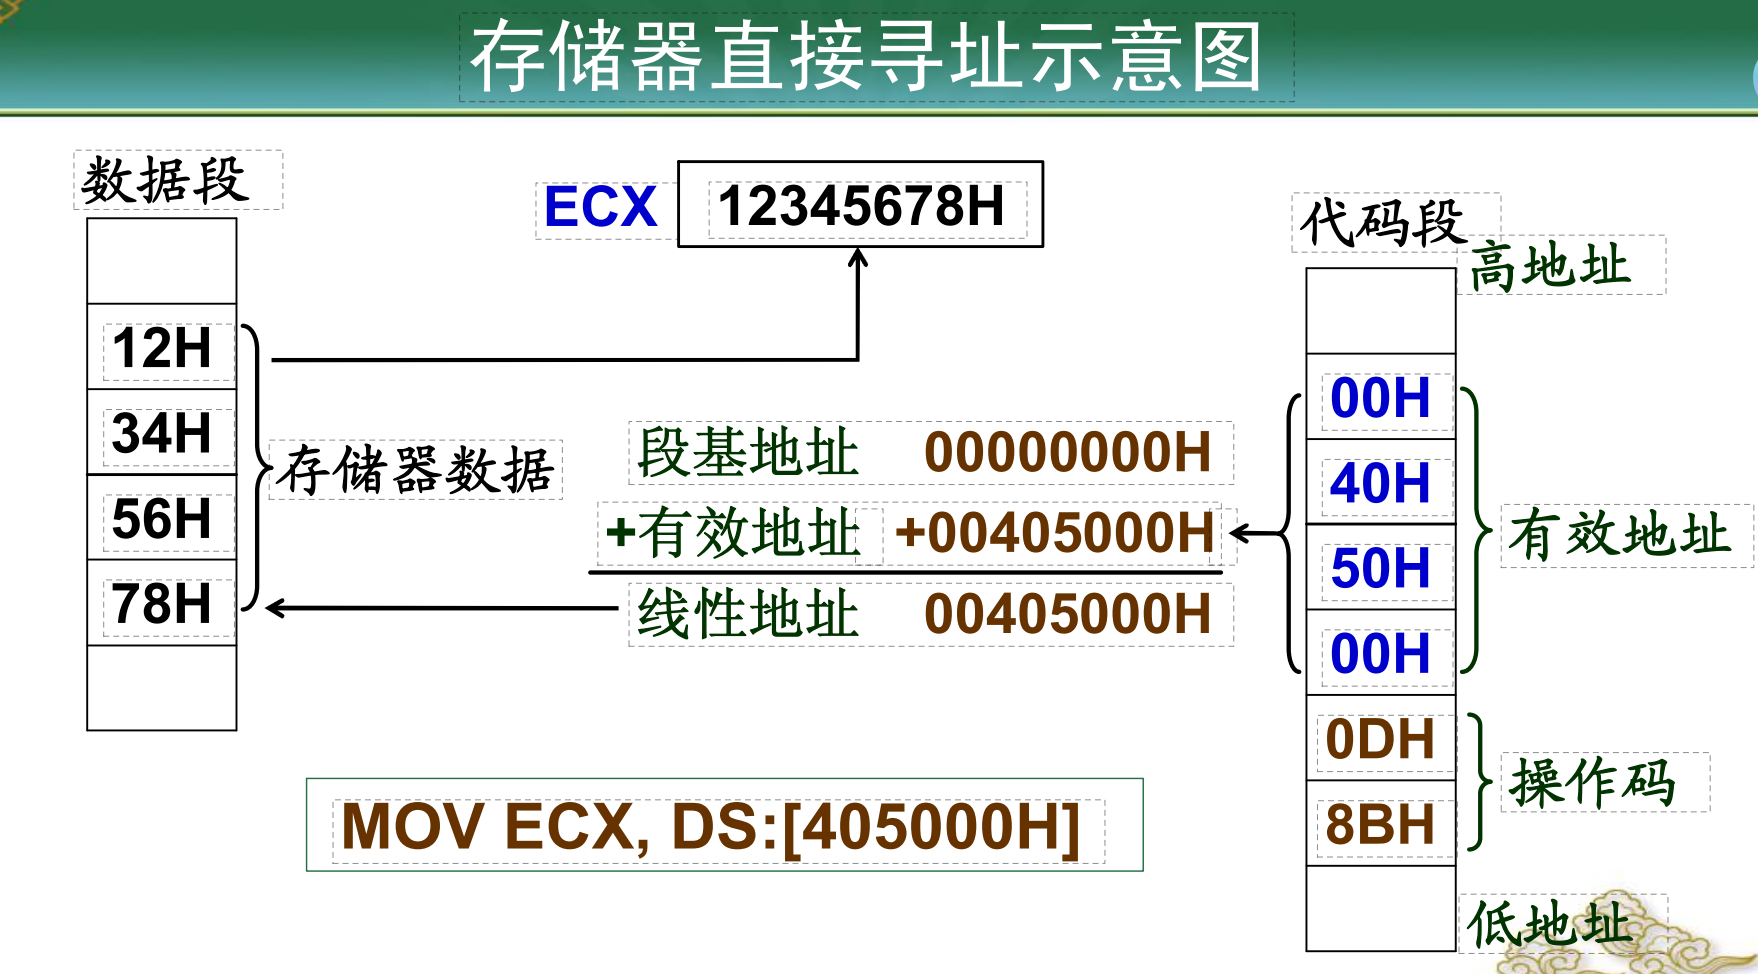 存储器直接寻址示意图
数据段
12H
34H
56H
78H
存储器数据
ECX 12345678H
段基地址 00000000H
+有效地址 +00405000H
线性地址 00405000H
MOV ECX, DS:[405000H]
代码段
高地址
00H
40H
50H
00H
有效地址
0DH
8BH
操作码
低地址